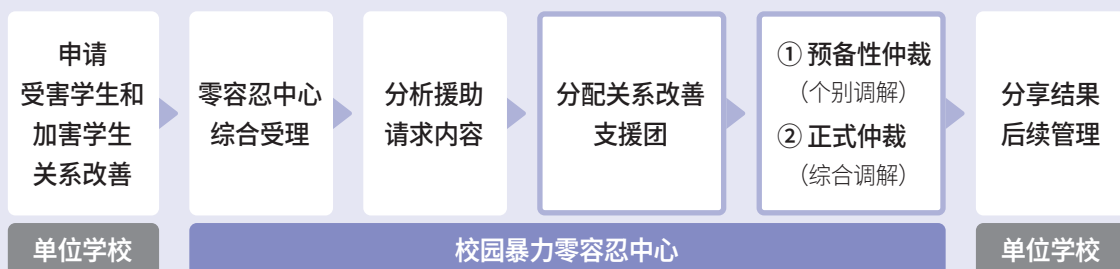 申请
受害学生和
加害学生
关系改善
零容忍中心
综合受理
分析援助
请求内容
分配关系改善
支援团
① 预备性仲裁
（个别调解）
② 正式仲裁
（综合调解）
分享结果
后续管理
单位学校
校园暴力零容忍中心
单位学校